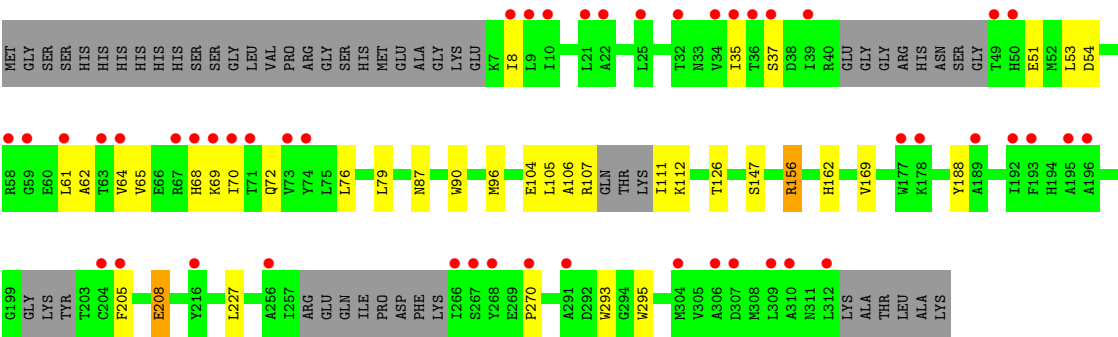 MET GLY SER SER HIS HIS HIS HIS HIS HIS SER SER GLY LEU VAL PRO ARG GLY SER HIS MET GLU ALA GLY LYS GLU K7 I8 L9 I10 L21 A22 L25 T32 N33 V34 I35 T36 S37 D38 I39 R40 GLU GLY GLY ARG HIS ASN SER GLY T49 H50 E51 M52 L53 D54
R58 G59 E60 L61 A62 T63 V64 V65 E66 R67 H68 K69 I70 T71 Q72 V73 V74 L75 L76 L79 N87 W90 M96 E104 L105 A106 R107 GLN THR LYS I111 K112 T126 S147 R156 H162 V169 W177 K178 Y188 A189 I192 F193 H194 A195 A196
G199 GLY LYS TYR T203 C204 F205 E208 Y216 L227 A256 I257 ARG GLU GLN ILE PRO ASP PHE LYS I266 S267 Y268 E269 P270 A291 D292 W293 G294 W295 M304 V305 A306 D307 M308 L309 A310 N311 L312 LYS ALA THR LEU ALA LYS